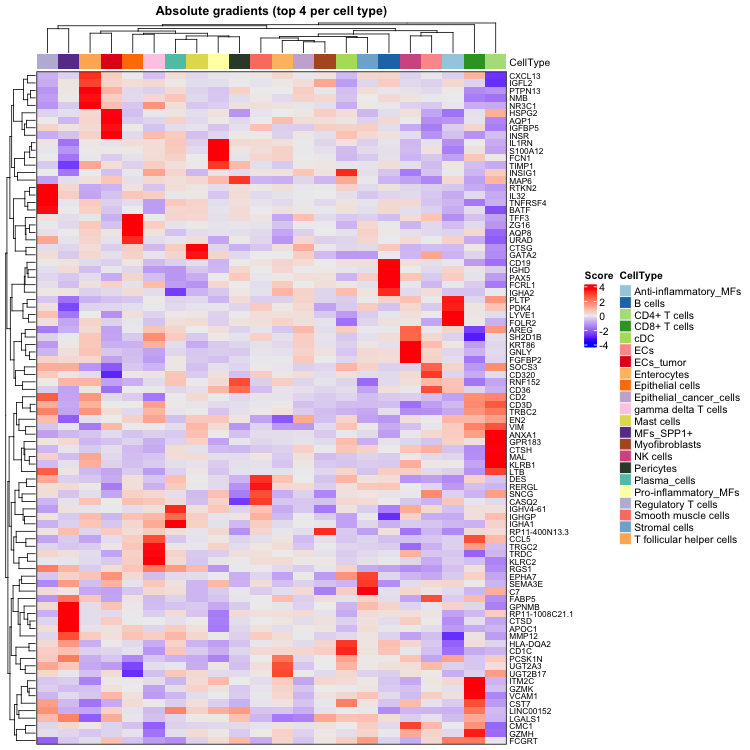 Absolute gradients (top 4 per cell type)
CellType
CXCL13
IGFL2
PTPN13
NMB
NR3C1
HSPG2
AQP1
IGFBP5
INSR
IL1RN
S100A12
FCN1
TIMP1
INSIG1
MAP6
RTKN2
IL32
TNFRSF4
BATF
TFF3
ZG16
AQP8
URAD
CTSG
GATA2
CD19
IGHD
PAX5
FCRL1
IGHA2
PLTP
PDK4
LYVE1
FOLR2
AREG
SH2D1B
KRT86
GNLY
FGFBP2
SOCS3
CD320
RNF152
CD36
CD2
CD3D
TRBC2
EN2
VIM
ANXA1
GPR183
CTSH
MAL
KLRB1
LTB
DES
RERGL
SNCG
CASQ2
IGHV4-61
IGHGP
IGHA1
RP11-400N13.3
CCL5
TRGC2
TRDC
KLRC2
RGS1
EPHA7
SEMA3E
C7
FABP5
GPNMB
RP11-1008C21.1
CTSD
APOC1
MMP12
HLA-DQA2
CD1C
PCSK1N
UGT2A3
UGT2B17
ITM2C
GZMK
VCAM1
CST7
LINC00152
LGALS1
CMC1
GZMH
FCGRT
Score
4
2
0
-2
-4
CellType
Anti-inflammatory_MFs
B cells
CD4+ T cells
CD8+ T cells
cDC
ECs
ECs_tumor
Enterocytes
Epithelial cells
Epithelial_cancer_cells
gamma delta T cells
Mast cells
MFs_SPP1+
Myofibroblasts
NK cells
Pericytes
Plasma_cells
Pro-inflammatory_MFs
Regulatory T cells
Smooth muscle cells
Stromal cells
T follicular helper cells